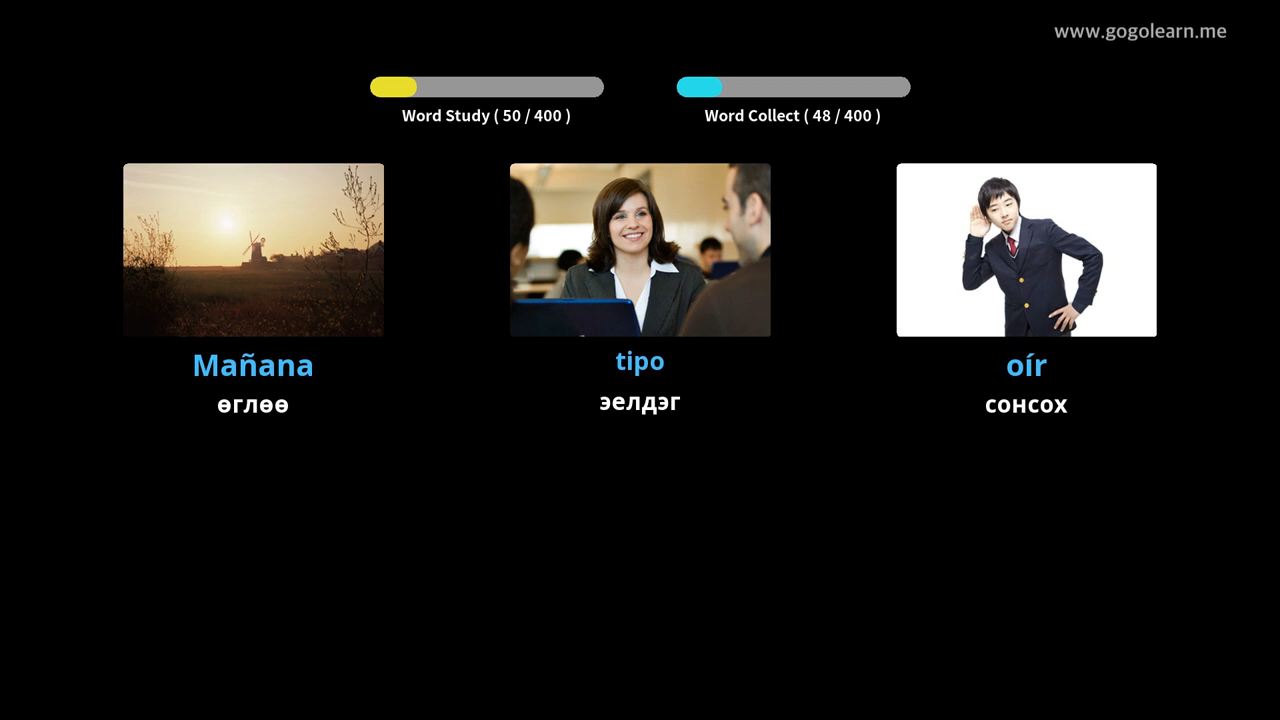 www.gogolearn.me
Word Study ( 50 / 400 )
Word Collect ( 48 / 400 )
Mañana
өглөө
tipo
эелдэг
oír
сонсох